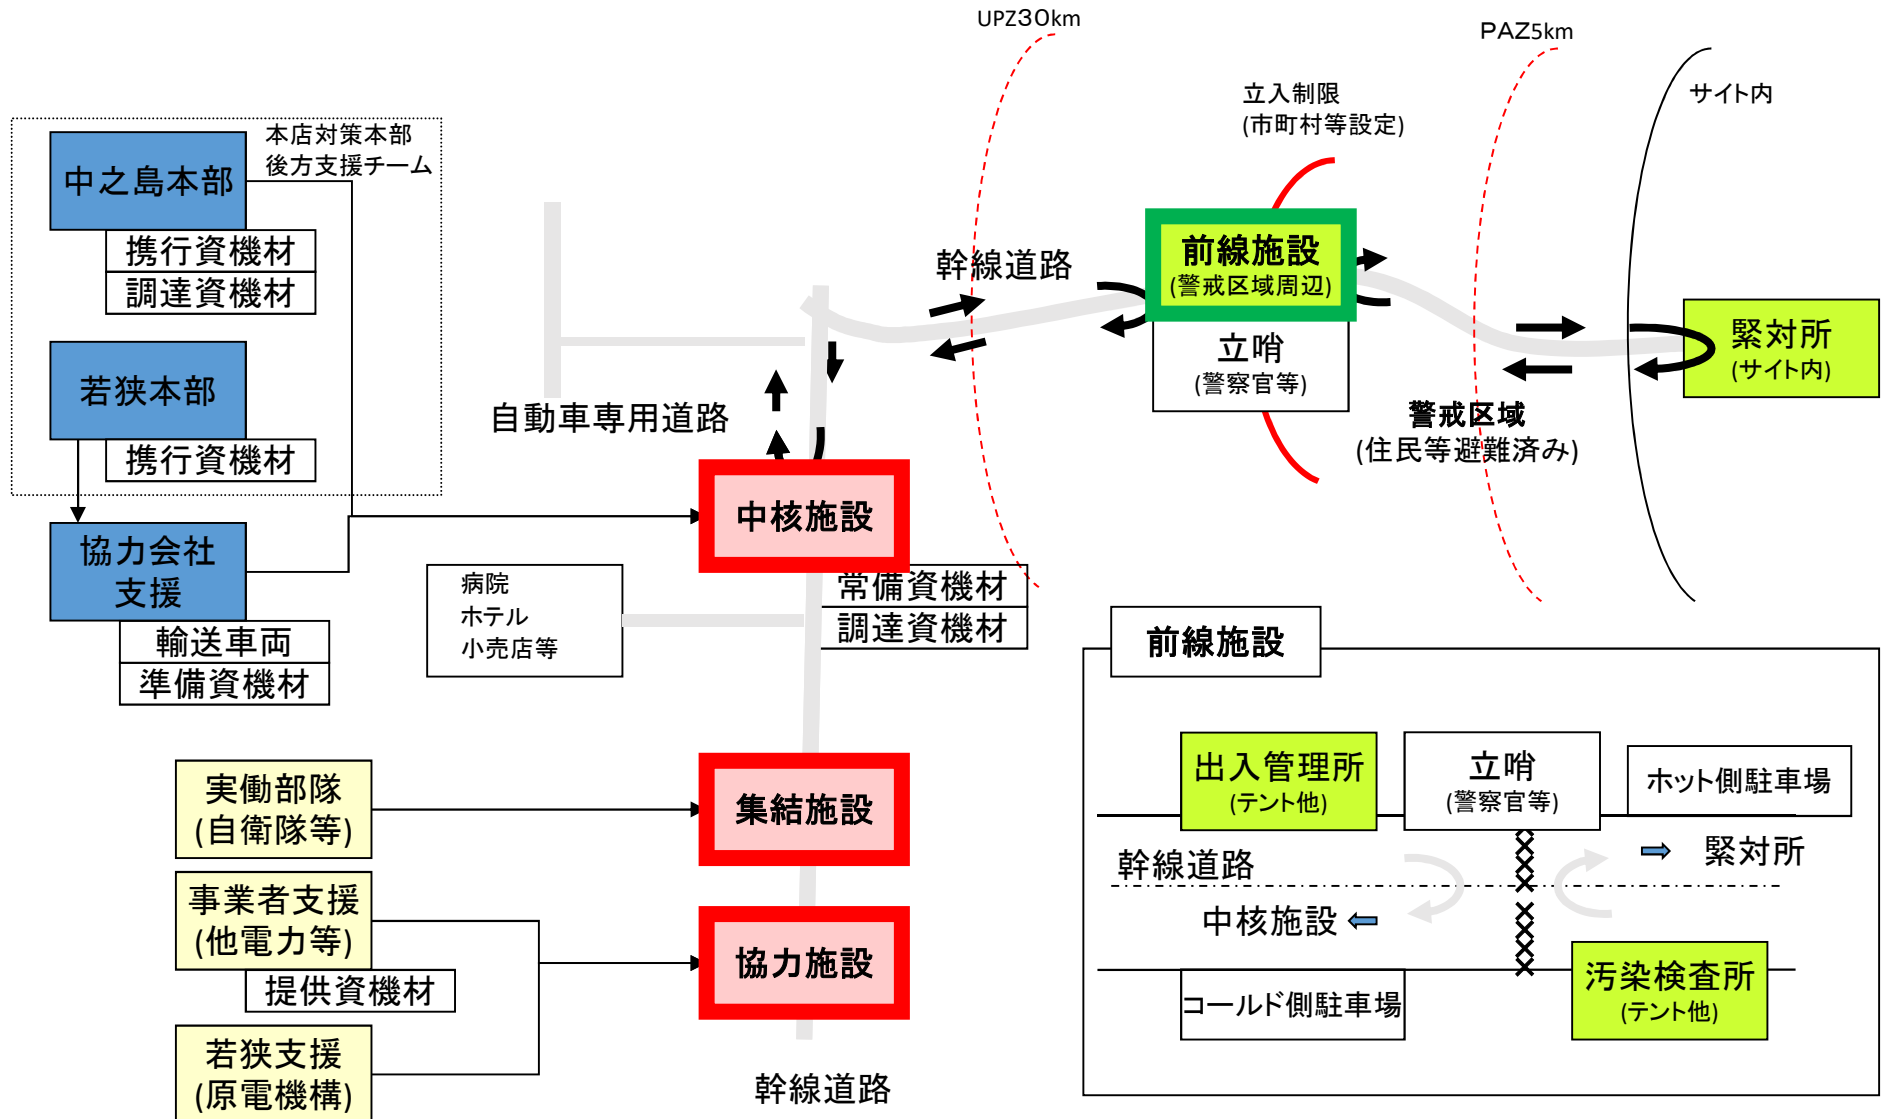 UPZ30km
PAZ5km
サイト内
立入制限
(市町村等設定)
本店対策本部
後方支援チーム
中之島本部
携行資機材
調達資機材
若狭本部
携行資機材
協力会社
支援
輸送車両
準備資機材
自動車専用道路
幹線道路
前線施設
(警戒区域周辺)
立哨
(警察官等)
緊対所
(サイト内)
警戒区域
(住民等避難済み)
中核施設
常備資機材
調達資機材
病院
ホテル
小売店等
実働部隊
(自衛隊等)
集結施設
事業者支援
(他電力等)
提供資機材
協力施設
若狭支援
(原電機構)
幹線道路
前線施設
出入管理所
(テント他)
立哨
(警察官等)
ホット側駐車場
幹線道路
緊対所
中核施設
コールド側駐車場
汚染検査所
(テント他)